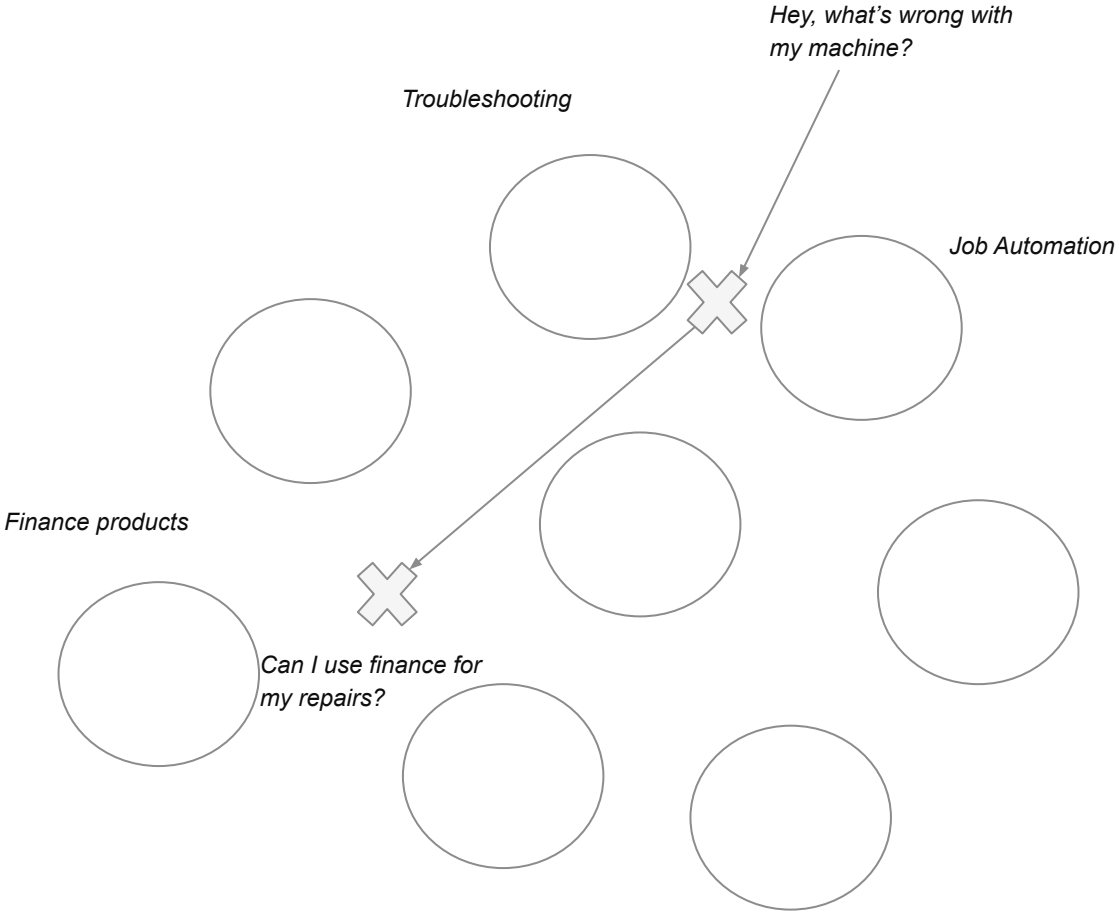 Hey, what's wrong with
my machine?
Troubleshooting
Job Automation
Finance products
Can I use finance for
my repairs?